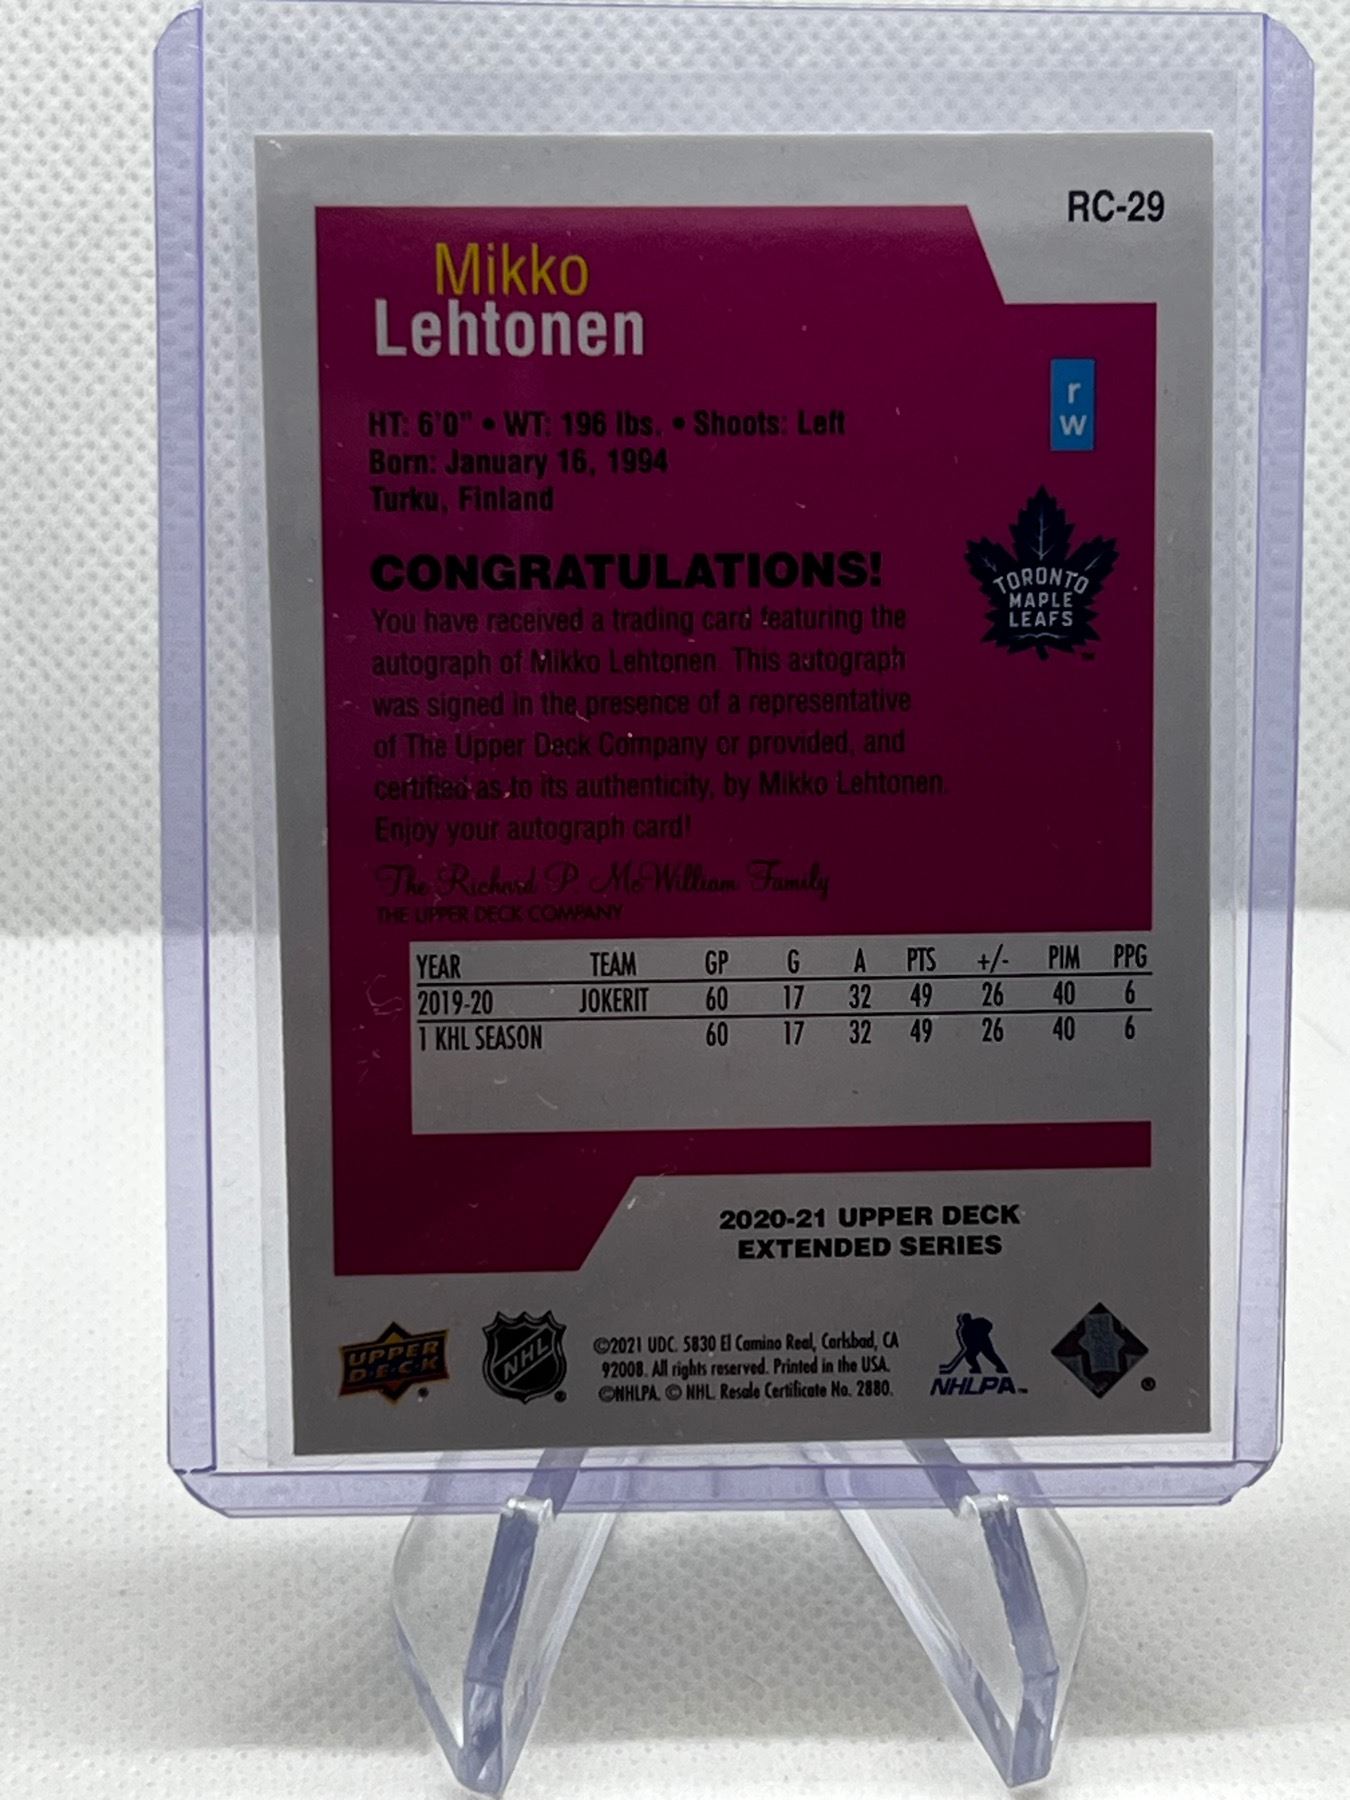 RC-29
Mikko
Lehtonen
r
w
HT: 6'0" • WT: 196 lbs. • Shoots: Left
Born: January 16, 1994
Turku, Finland
TORONTO
MAPLE
LEAFS
™
CONGRATULATIONS!
You have received a trading card featuring the
autograph of Mikko Lehtonen. This autograph
was signed in the presence of a representative
of The Upper Deck Company or provided, and
certified as to its authenticity, by Mikko Lehtonen.
Enjoy your autograph card!
The Richard P. McWilliam Family
THE UPPER DECK COMPANY
YEAR TEAM GP G A PTS +/- PIM PPG
2019-20 JOKERIT 60 17 32 49 26 40 6
1 KHL SEASON 60 17 32 49 26 40 6
2020-21 UPPER DECK
EXTENDED SERIES
UPPER
D•E•C•K
®
NHL
®
©2021 UDC. 5830 El Camino Real, Carlsbad, CA
92008. All rights reserved. Printed in the USA.
©NHLPA. © NHL. Resale Certificate No. 2880.
NHLPA™
®